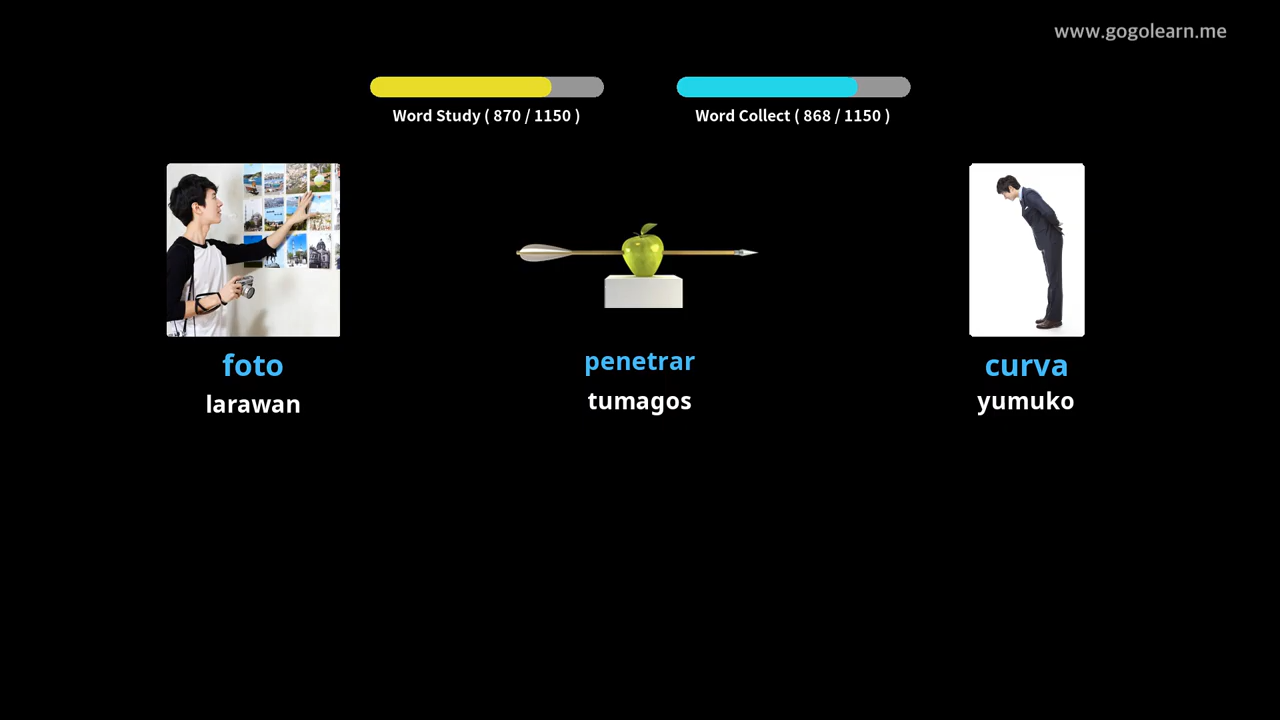 www.gogolearn.me
Word Study ( 870 / 1150 )
Word Collect ( 868 / 1150 )
foto
larawan
penetrar
tumagos
curva
yumuko